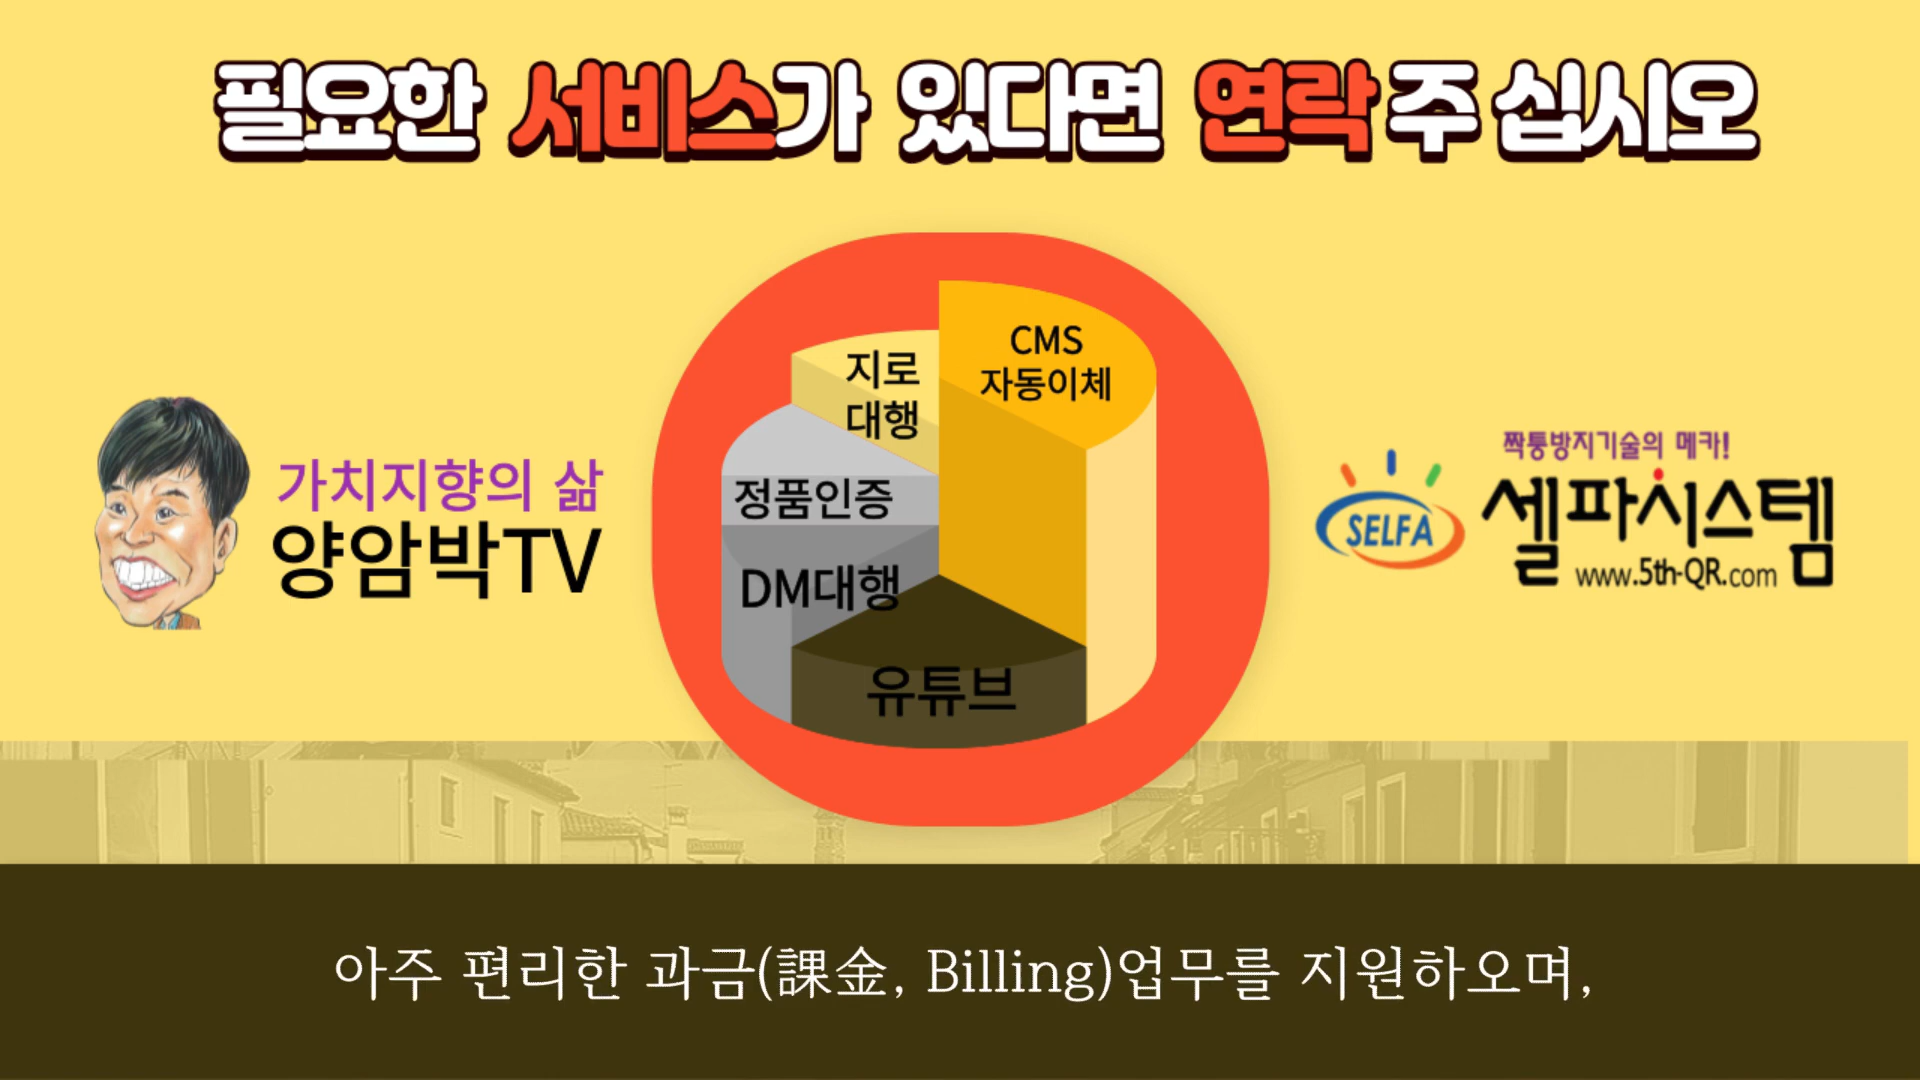 필요한 서비스가 있다면 연락주십시오
CMS
자동이체
지로
대행
정품인증
DM대행
유튜브
가치지향의 삶
양암박TV
짝퉁방지기술의 메카!
SELFA
셀파시스템
www.5th-QR.com
아주 편리한 과금(課金, Billing)업무를 지원하오며,